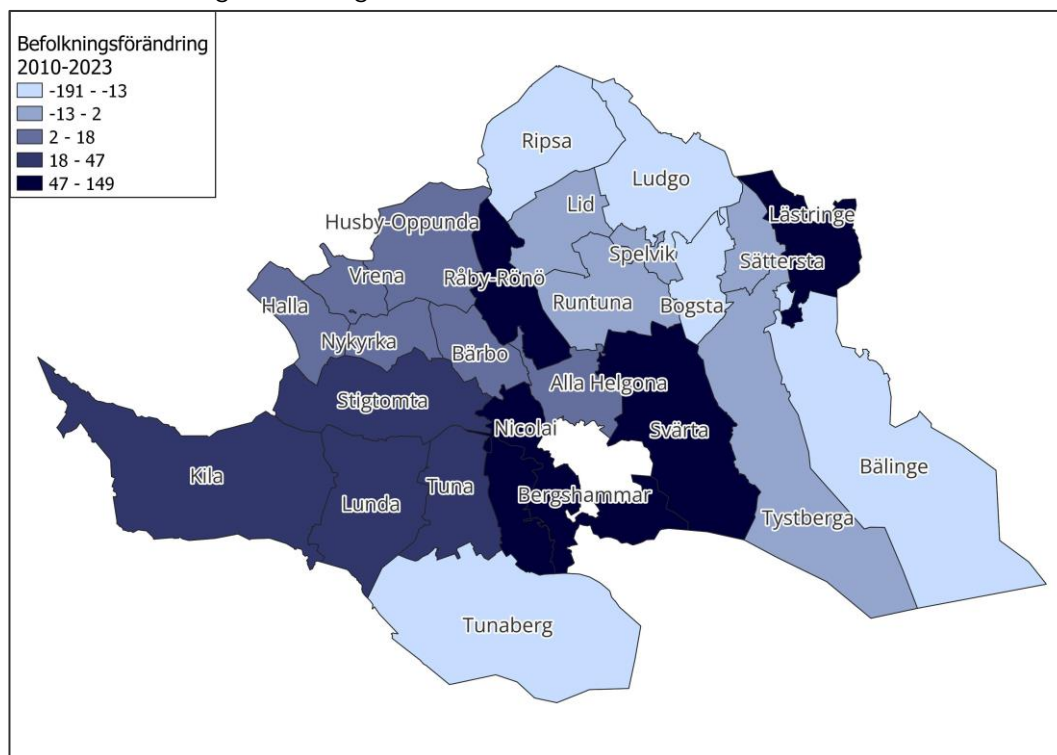 Befolkningsförändring
2010-2023
-191 - -13
-13 - 2
2 - 18
18 - 47
47 - 149
Ripsa
Ludgo
Lästringe
Lid
Husby-Oppunda
Spelvik
Sättersta
Vrena
Råby-Rönö
Halla
Runtuna
Bogsta
Nykyrka
Bärbo
Alla Helgona
Stigtomta
Nicolai
Svärta
Bälinge
Kila
Tuna
Bergshammar
Lunda
Tystberga
Tunaberg